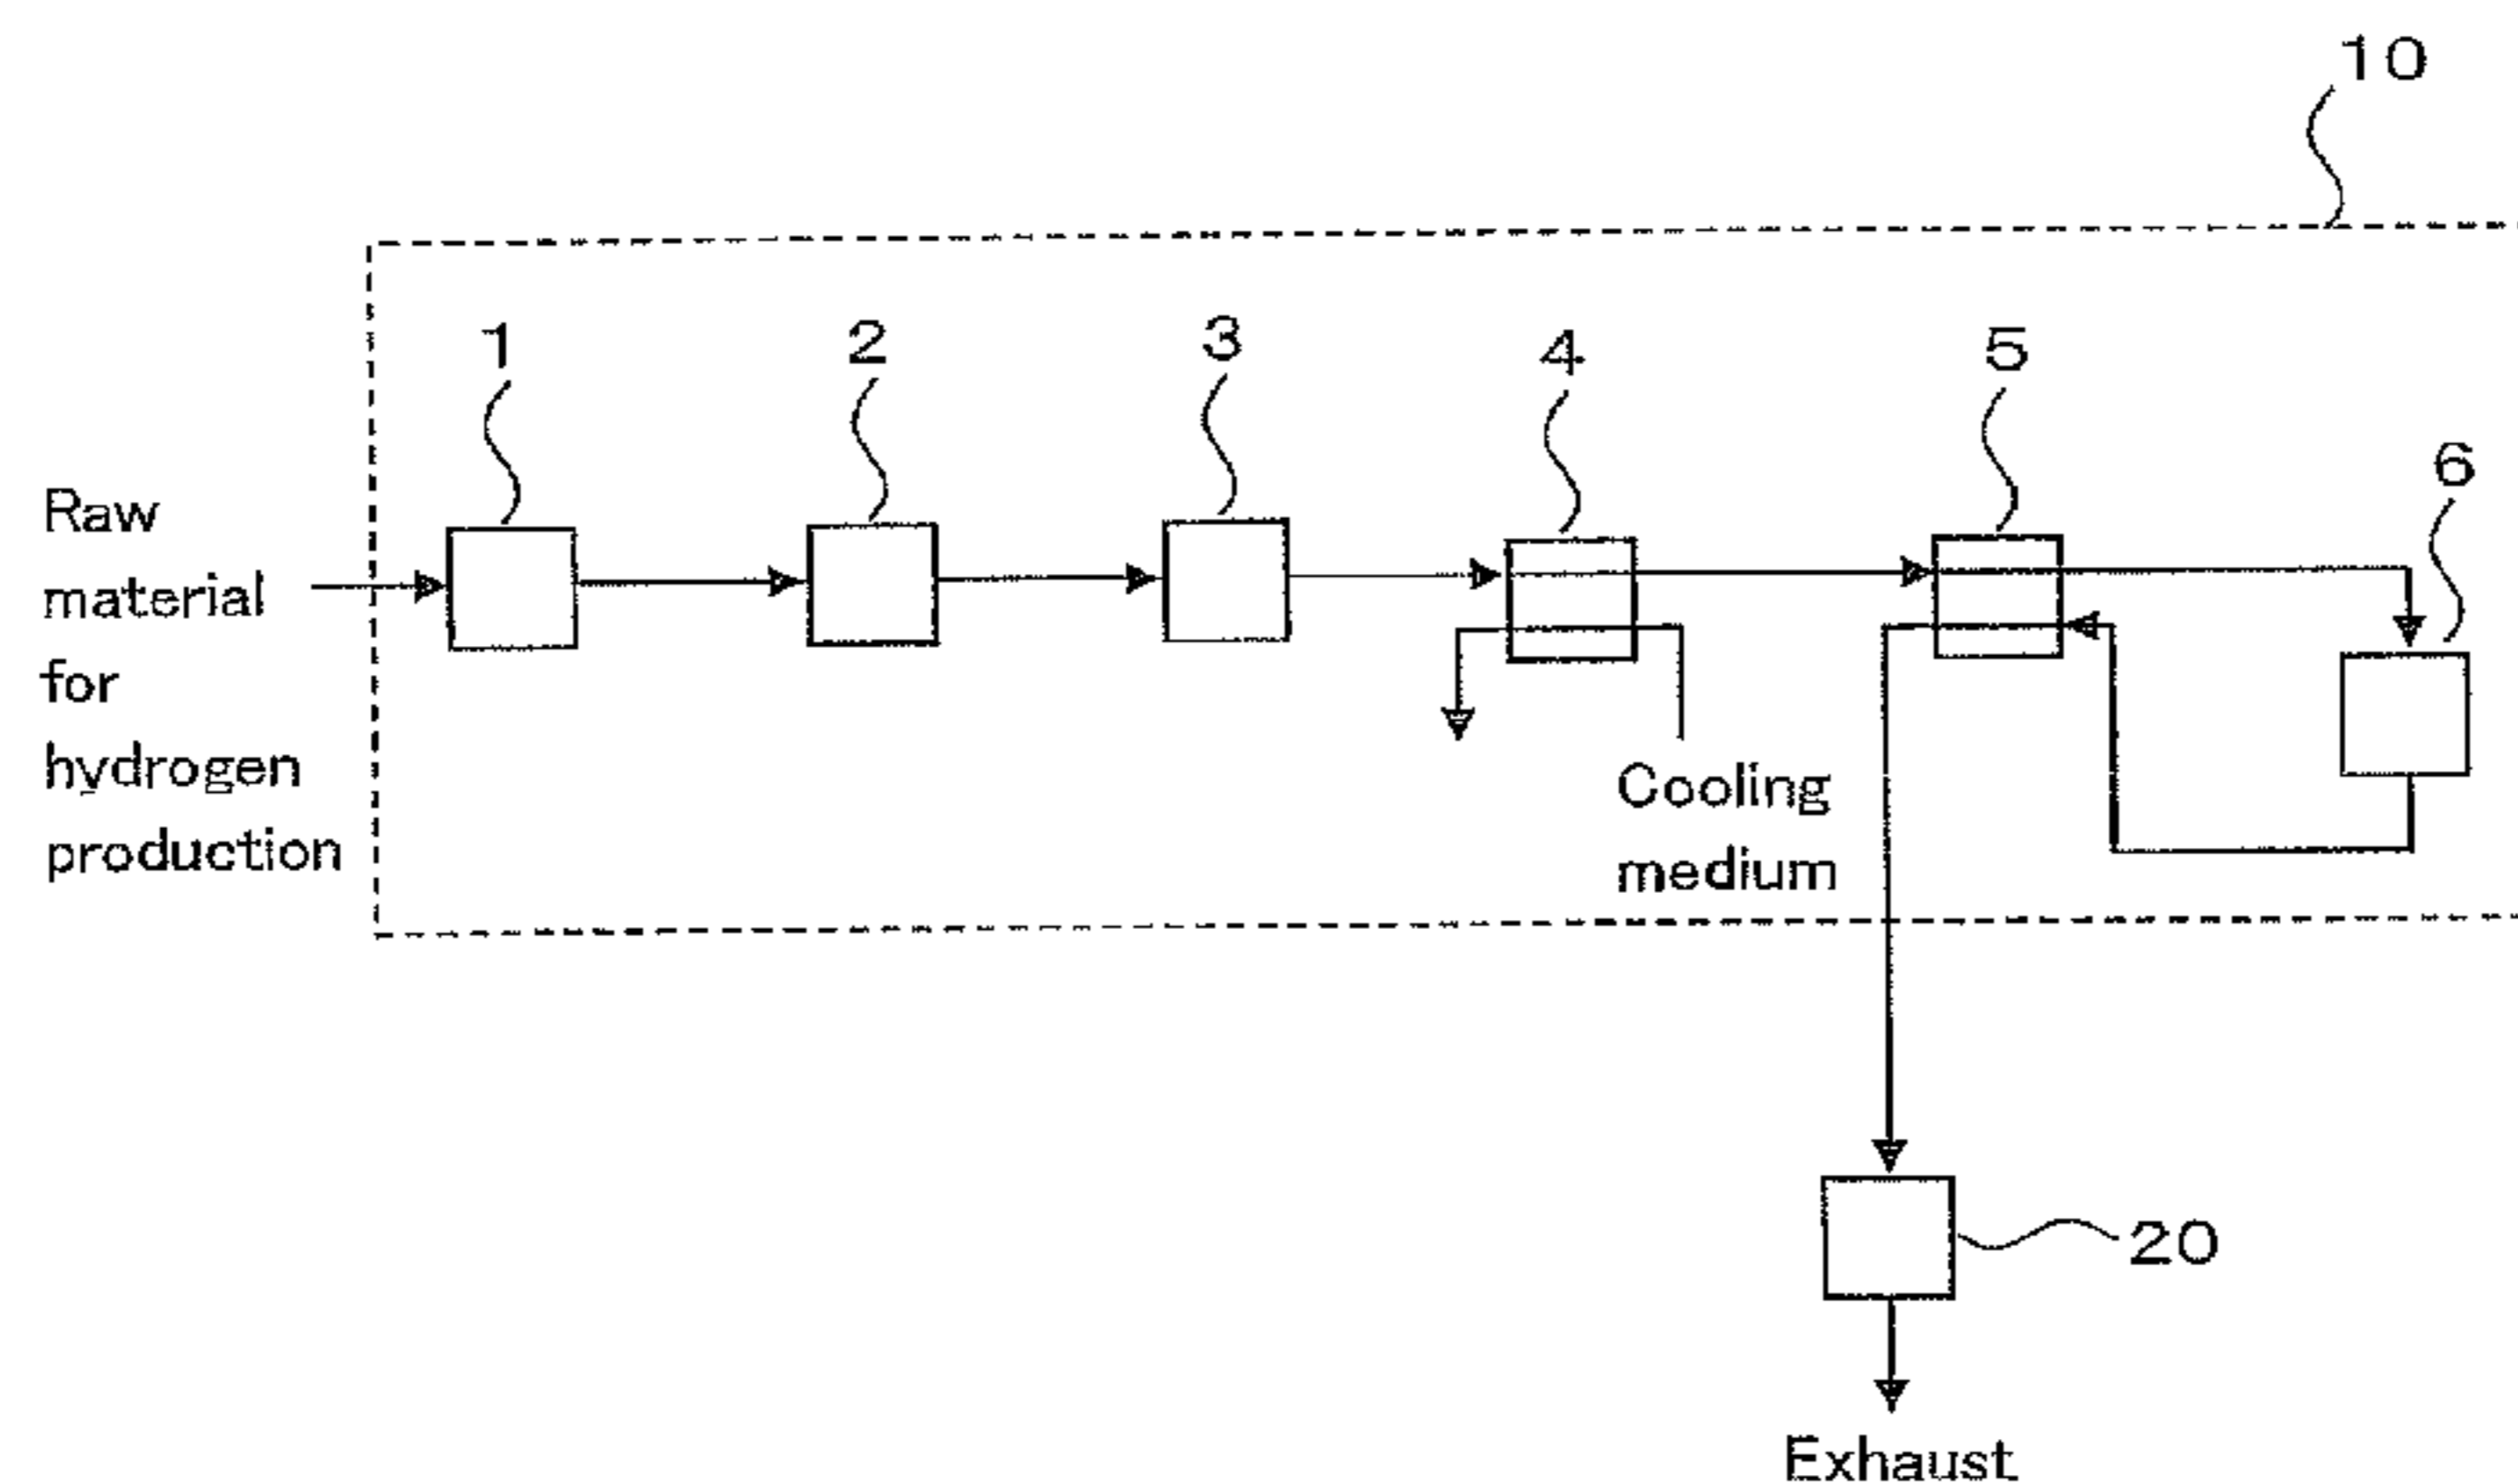 10
1
2
3
4
5
6
Raw
material
for
hydrogen
production
Cooling
medium
20
Exhaust